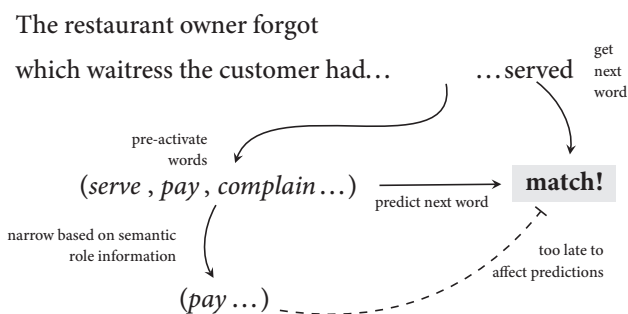 The restaurant owner forgot
which waitress the customer had… …served
get
next
word
pre-activate
words
(serve , pay , complain …)
predict next word
match!
narrow based on semantic
role information
too late to
affect predictions
(pay …)